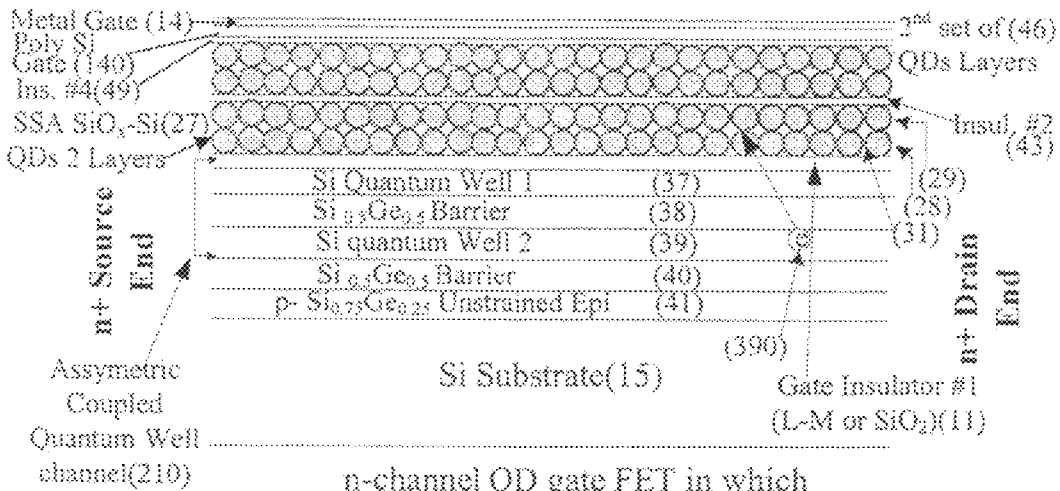 Metal Gate (14)
Poly Si
Gate (140)
Ins. #4(49)
SSA SiOx-Si(27)
QDs 2 Layers
2nd set of (46)
QDs Layers
Insul. #2
(43)
(29)
(28)
(31)
Si Quantum Well 1 (37)
Si.0.5Ge0.5 Barrier (38)
Si quantum Well 2 (39)
Si.0.5Ge0.5 Barrier (40)
p- Si0.75Ge0.25 Unstrained Epi (41)
n+ Source
End
n+ Drain
End
(390)
Si Substrate(15)
Assymetric
Coupled
Quantum Well
channel(210)
Gate Insulator #1
(L-M or SiO2)(11)
n-channel QD gate FET in which